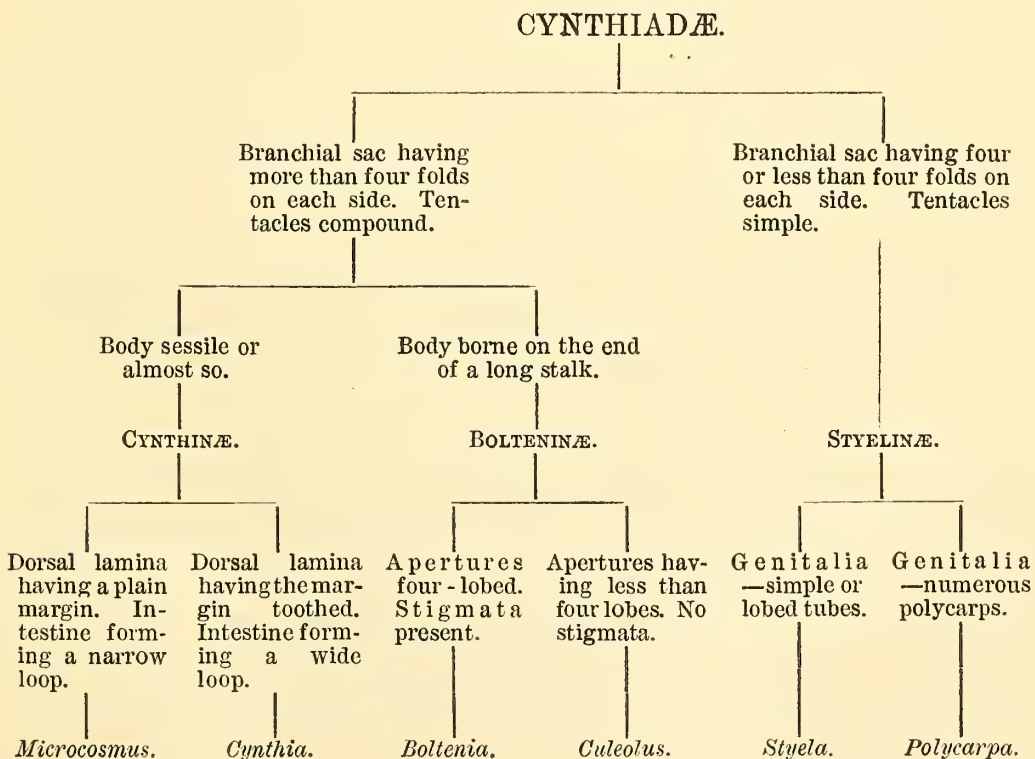 CYNTHIADÆ.
Branchial sac having
more than four folds
on each side. Ten-
tacles compound.
Branchial sac having four
or less than four folds on
each side. Tentacles
simple.
Body sessile or
almost so.
Body borne on the end
of a long stalk.
CYNTHINÆ.
BOLTENINÆ.
STYELINÆ.
Dorsal lamina
having a plain
margin. In-
testine form-
ing a narrow
loop.
Dorsal lamina
having the mar-
gin toothed.
Intestine form-
ing a wide
loop.
Apertures
four-lobed.
Stigmata
present.
Apertures hav-
ing less than
four lobes. No
stigmata.
Genitalia
—simple or
lobed tubes.
Genitalia
—numerous
polycarps.
Microcosmus.
Cynthia.
Boltenia.
Culeolus.
Styela.
Polycarpa.